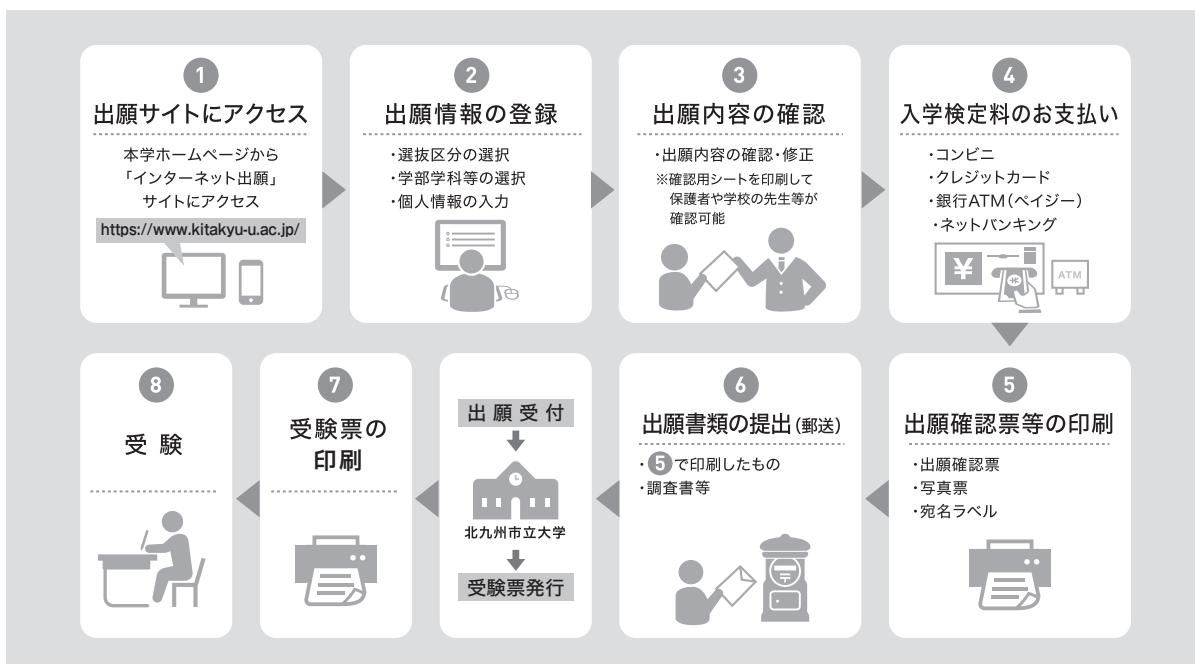 1
出願サイトにアクセス
本学ホームページから
「インターネット出願」
サイトにアクセス
https://www.kitakyu-u.ac.jp/
2
出願情報の登録
・選抜区分の選択
・学部学科等の選択
・個人情報の入力
3
出願内容の確認
・出願内容の確認・修正
※確認用シートを印刷して
保護者や学校の先生等が
確認可能
4
入学検定料のお支払い
・コンビニ
・クレジットカード
・銀行ATM（ペイジー）
・ネットバンキング
¥
ATM
5
出願確認票等の印刷
・出願確認票
・写真票
・宛名ラベル
6
出願書類の提出（郵送）
・5で印刷したもの
・調査書等
出願受付
北九州市立大学
受験票発行
7
受験票の
印刷
8
受験